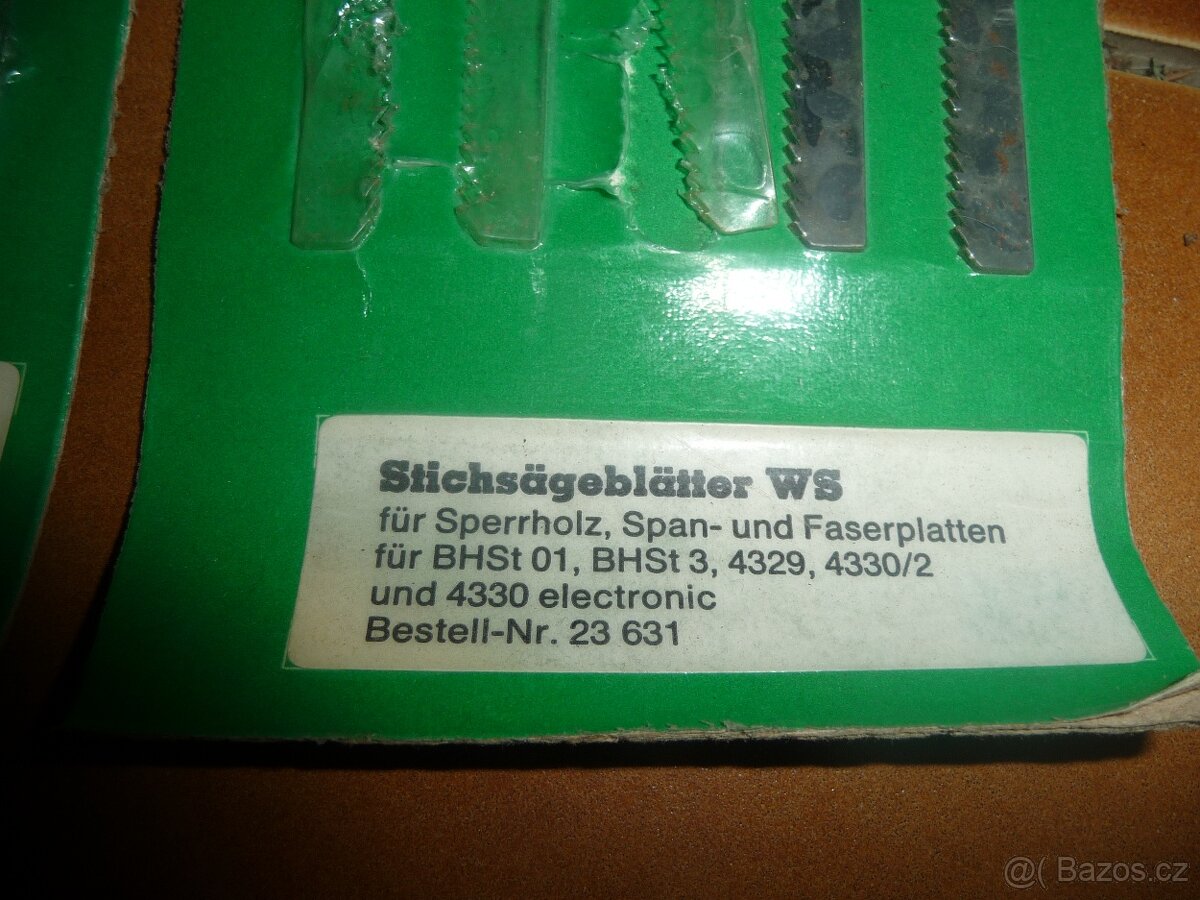 Stichsägeblätter WS
für Sperrholz, Span- und Faserplatten
für BHSt 01, BHSt 3, 4329, 4330/2
und 4330 electronic
Bestell-Nr. 23 631
@( Bazos.cz